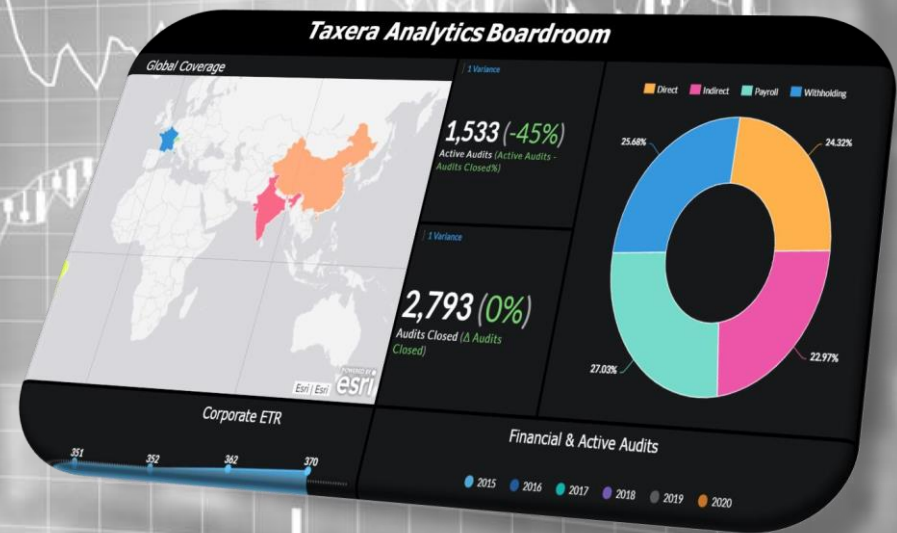 Taxera Analytics Boardroom
Global Coverage
Esri | Esri
POWERED BY
esri
1 Variance
1,533 (-45%)
Active Audits (Active Audits -
Audits Closed%)
1 Variance
2,793 (0%)
Audits Closed (Δ Audits
Closed)
Direct
Indirect
Payroll
Withholding
25.68%
24.32%
27.03%
22.97%
Corporate ETR
351
352
362
370
Financial & Active Audits
2015
2016
2017
2018
2019
2020